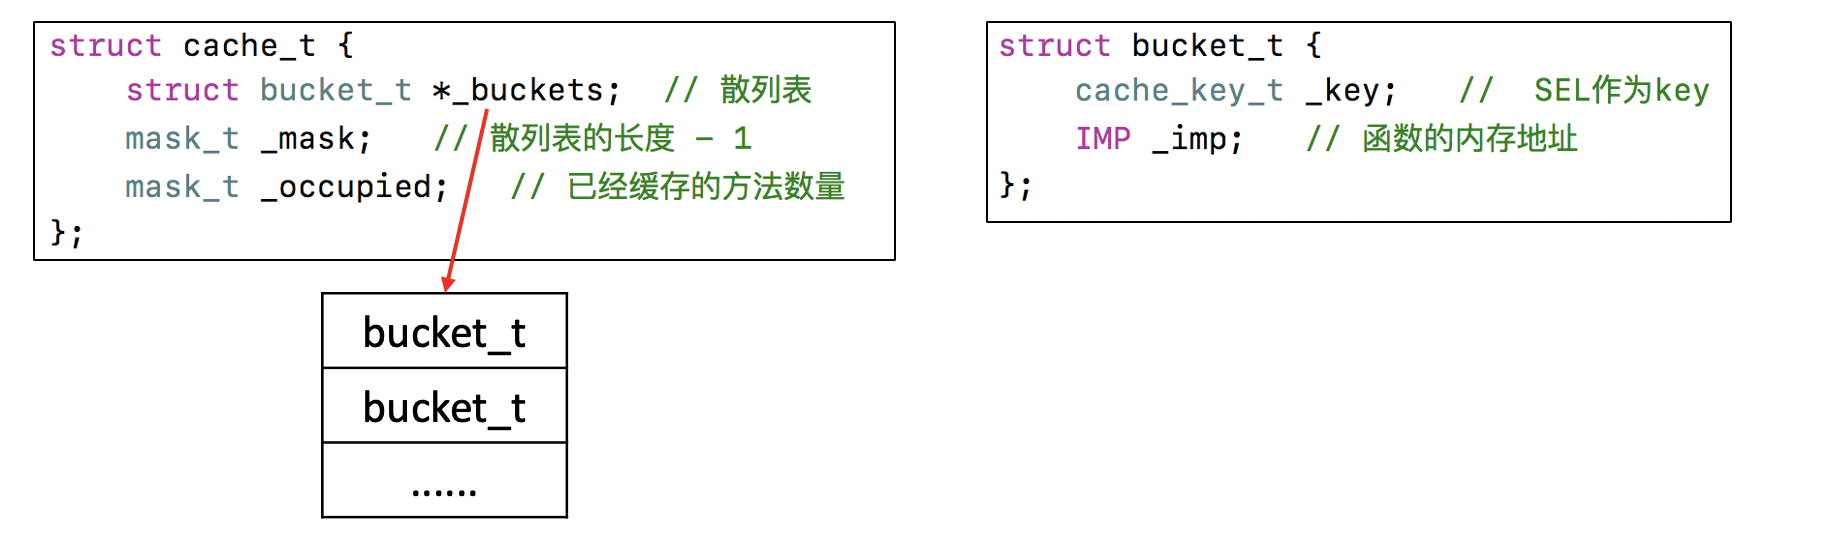 struct cache_t {
struct bucket_t *_buckets; // 散列表
mask_t _mask; // 散列表的长度 - 1
mask_t _occupied; // 已经缓存的方法数量
};
struct bucket_t {
cache_key_t _key; // SEL作为key
IMP _imp; // 函数的内存地址
};
bucket_t
bucket_t
......